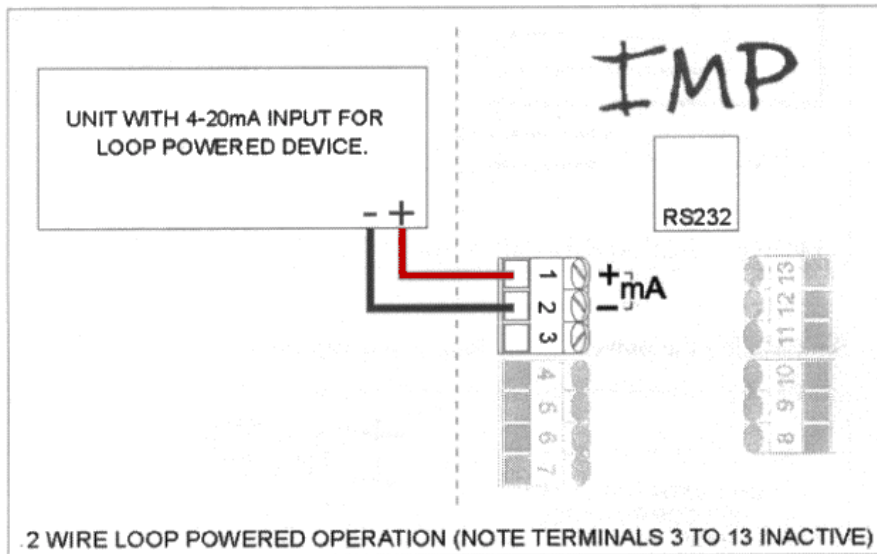 IMP
UNIT WITH 4-20mA INPUT FOR
LOOP POWERED DEVICE.
- +
RS232
1 + mA
2 -
3
4
5
6
7
13
12
11
10
9
8
2 WIRE LOOP POWERED OPERATION (NOTE TERMINALS 3 TO 13 INACTIVE)